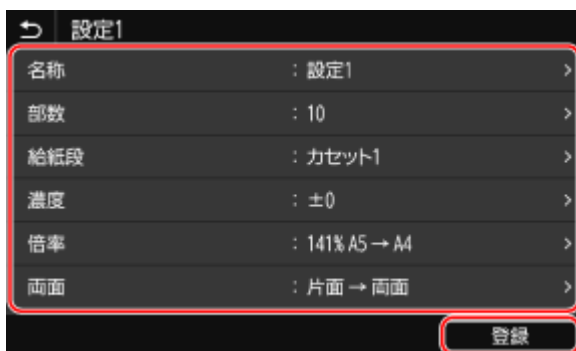 設定1
名称 : 設定1 >
部数 : 10 >
給紙段 : カセット1 >
濃度 : ±0 >
倍率 : 141% A5 → A4 >
両面 : 片面 → 両面 >
登録